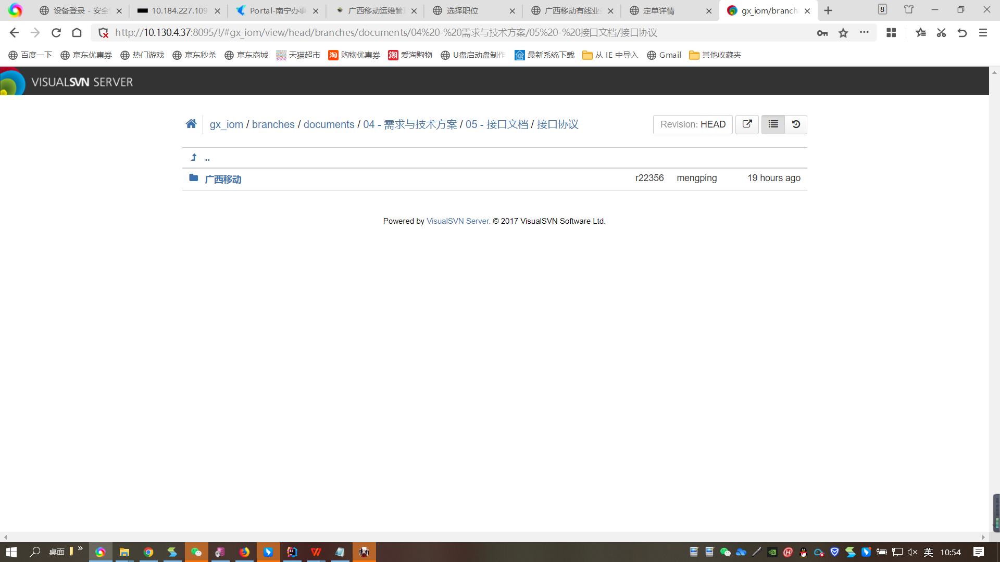 设备登录 - 安全
10.184.227.109
Portal-南宁办事
广西移动运维管
选择职位
广西移动有线业
定单详情
gx_iom/branch
8
http://10.130.4.37:8095/!/#gx_iom/view/head/branches/documents/04%20-%20需求与技术方案/05%20-%20接口文档/接口协议
百度一下
京东优惠券
热门游戏
京东秒杀
京东商城
天猫超市
购物优惠券
爱淘购物
U盘启动盘制作
最新系统下载
从 IE 中导入
Gmail
其他收藏夹
VISUALSVN SERVER
gx_iom / branches / documents / 04 - 需求与技术方案 / 05 - 接口文档 / 接口协议
Revision: HEAD
..
广西移动 r22356 mengping 19 hours ago
Powered by VisualSVN Server. © 2017 VisualSVN Software Ltd.
桌面
英
10:54